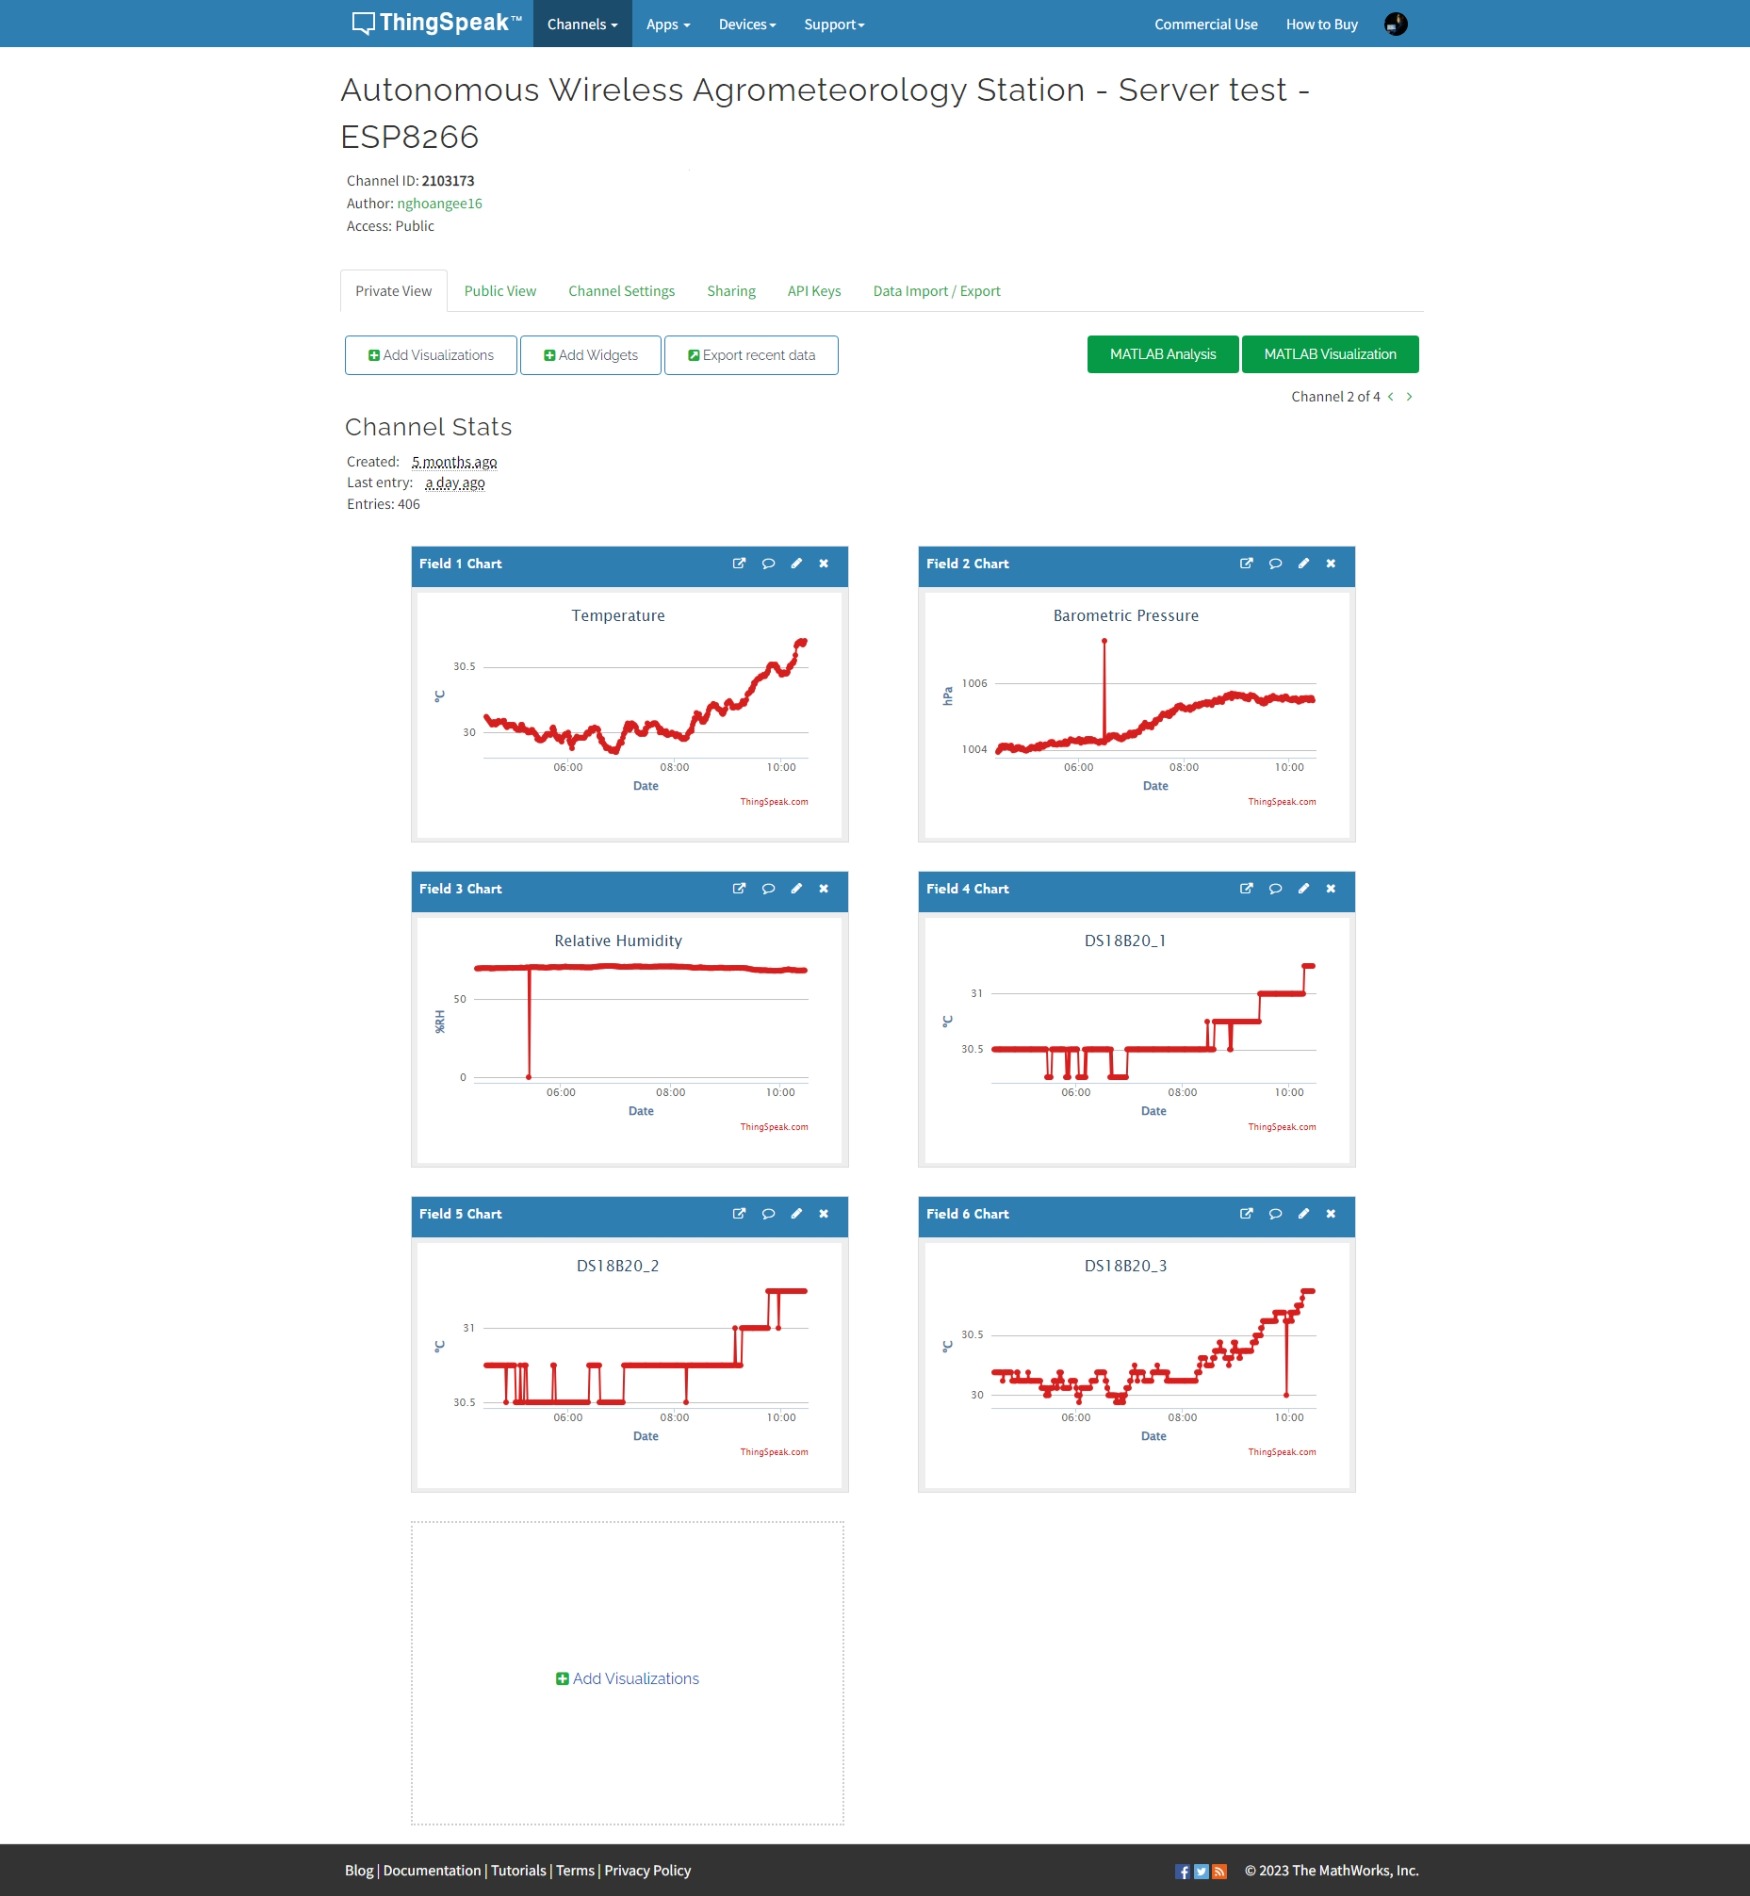 ThingSpeak™ Channels Apps Devices Support Commercial Use How to Buy
Autonomous Wireless Agrometeorology Station - Server test -
ESP8266
Channel ID: 2103173
Author: nghoangee16
Access: Public
Private View Public View Channel Settings Sharing API Keys Data Import / Export
Add Visualizations Add Widgets Export recent data MATLAB Analysis MATLAB Visualization
Channel 2 of 4 < >
Channel Stats
Created: 5 months ago
Last entry: a day ago
Entries: 406
Field 1 Chart
Temperature
°C
30.5
30
06:00 08:00 10:00
Date
ThingSpeak.com
Field 2 Chart
Barometric Pressure
hPa
1006
1004
06:00 08:00 10:00
Date
ThingSpeak.com
Field 3 Chart
Relative Humidity
%RH
50
0
06:00 08:00 10:00
Date
ThingSpeak.com
Field 4 Chart
DS18B20_1
°C
31
30.5
06:00 08:00 10:00
Date
ThingSpeak.com
Field 5 Chart
DS18B20_2
°C
31
30.5
06:00 08:00 10:00
Date
ThingSpeak.com
Field 6 Chart
DS18B20_3
°C
30.5
30
06:00 08:00 10:00
Date
ThingSpeak.com
Add Visualizations
Blog | Documentation | Tutorials | Terms | Privacy Policy © 2023 The MathWorks, Inc.